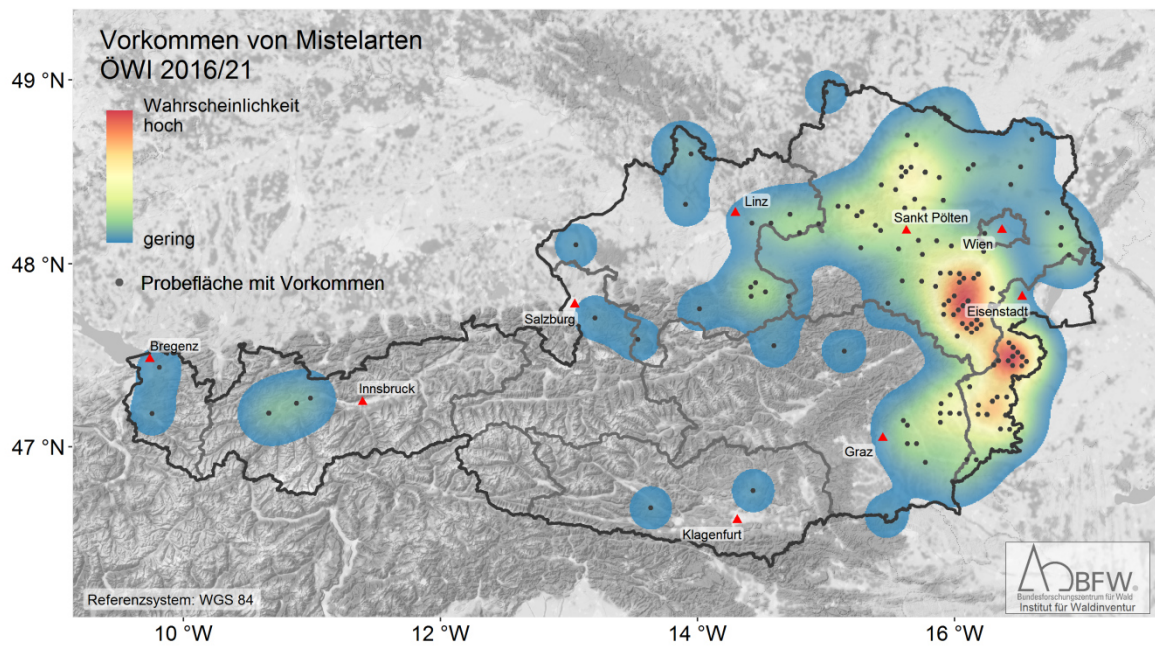 Vorkommen von Mistelarten
ÖWI 2016/21
Wahrscheinlichkeit
hoch
gering
Probefläche mit Vorkommen
49 °N
48 °N
47 °N
Linz
Sankt Pölten
Wien
Eisenstadt
Salzburg
Bregenz
Innsbruck
Graz
Klagenfurt
Referenzsystem: WGS 84
BFW®
Bundesforschungszentrum für Wald
Institut für Waldinventur
10 °W
12 °W
14 °W
16 °W